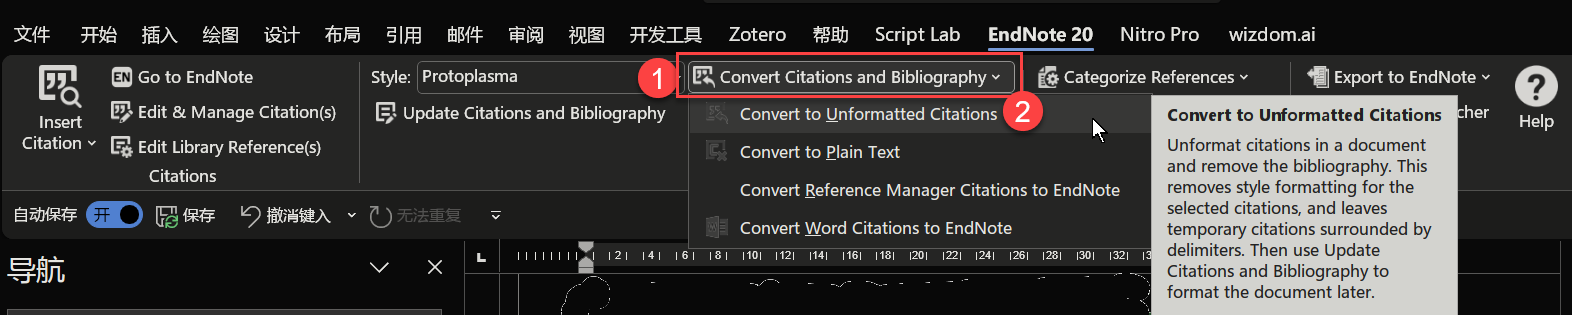 文件 开始 插入 绘图 设计 布局 引用 邮件 审阅 视图 开发工具 Zotero 帮助 Script Lab EndNote 20 Nitro Pro wizdom.ai
Insert
Citation
EN Go to EndNote
Edit & Manage Citation(s)
Edit Library Reference(s)
Citations
Style: Protoplasma
Update Citations and Bibliography
1
Convert Citations and Bibliography
2
Convert to Unformatted Citations
Convert to Plain Text
Convert Reference Manager Citations to EndNote
Convert Word Citations to EndNote
Categorize References
Export to EndNote
cher
Help
Convert to Unformatted Citations
Unformat citations in a document
and remove the bibliography. This
removes style formatting for the
selected citations, and leaves
temporary citations surrounded by
delimiters. Then use Update
Citations and Bibliography to
format the document later.
自动保存 开 保存 撤消键入 无法重复
导航
L
2 4 6 8 10 12 14 16 18 20 22 24 26 28 30 32